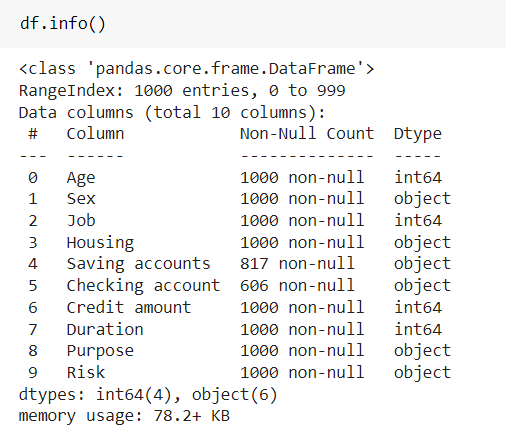 df.info()
<class 'pandas.core.frame.DataFrame'>
RangeIndex: 1000 entries, 0 to 999
Data columns (total 10 columns):
 #   Column            Non-Null Count  Dtype
---  ------            --------------  -----
 0   Age               1000 non-null   int64
 1   Sex               1000 non-null   object
 2   Job               1000 non-null   int64
 3   Housing           1000 non-null   object
 4   Saving accounts   817 non-null    object
 5   Checking account  606 non-null    object
 6   Credit amount     1000 non-null   int64
 7   Duration          1000 non-null   int64
 8   Purpose           1000 non-null   object
 9   Risk              1000 non-null   object
dtypes: int64(4), object(6)
memory usage: 78.2+ KB